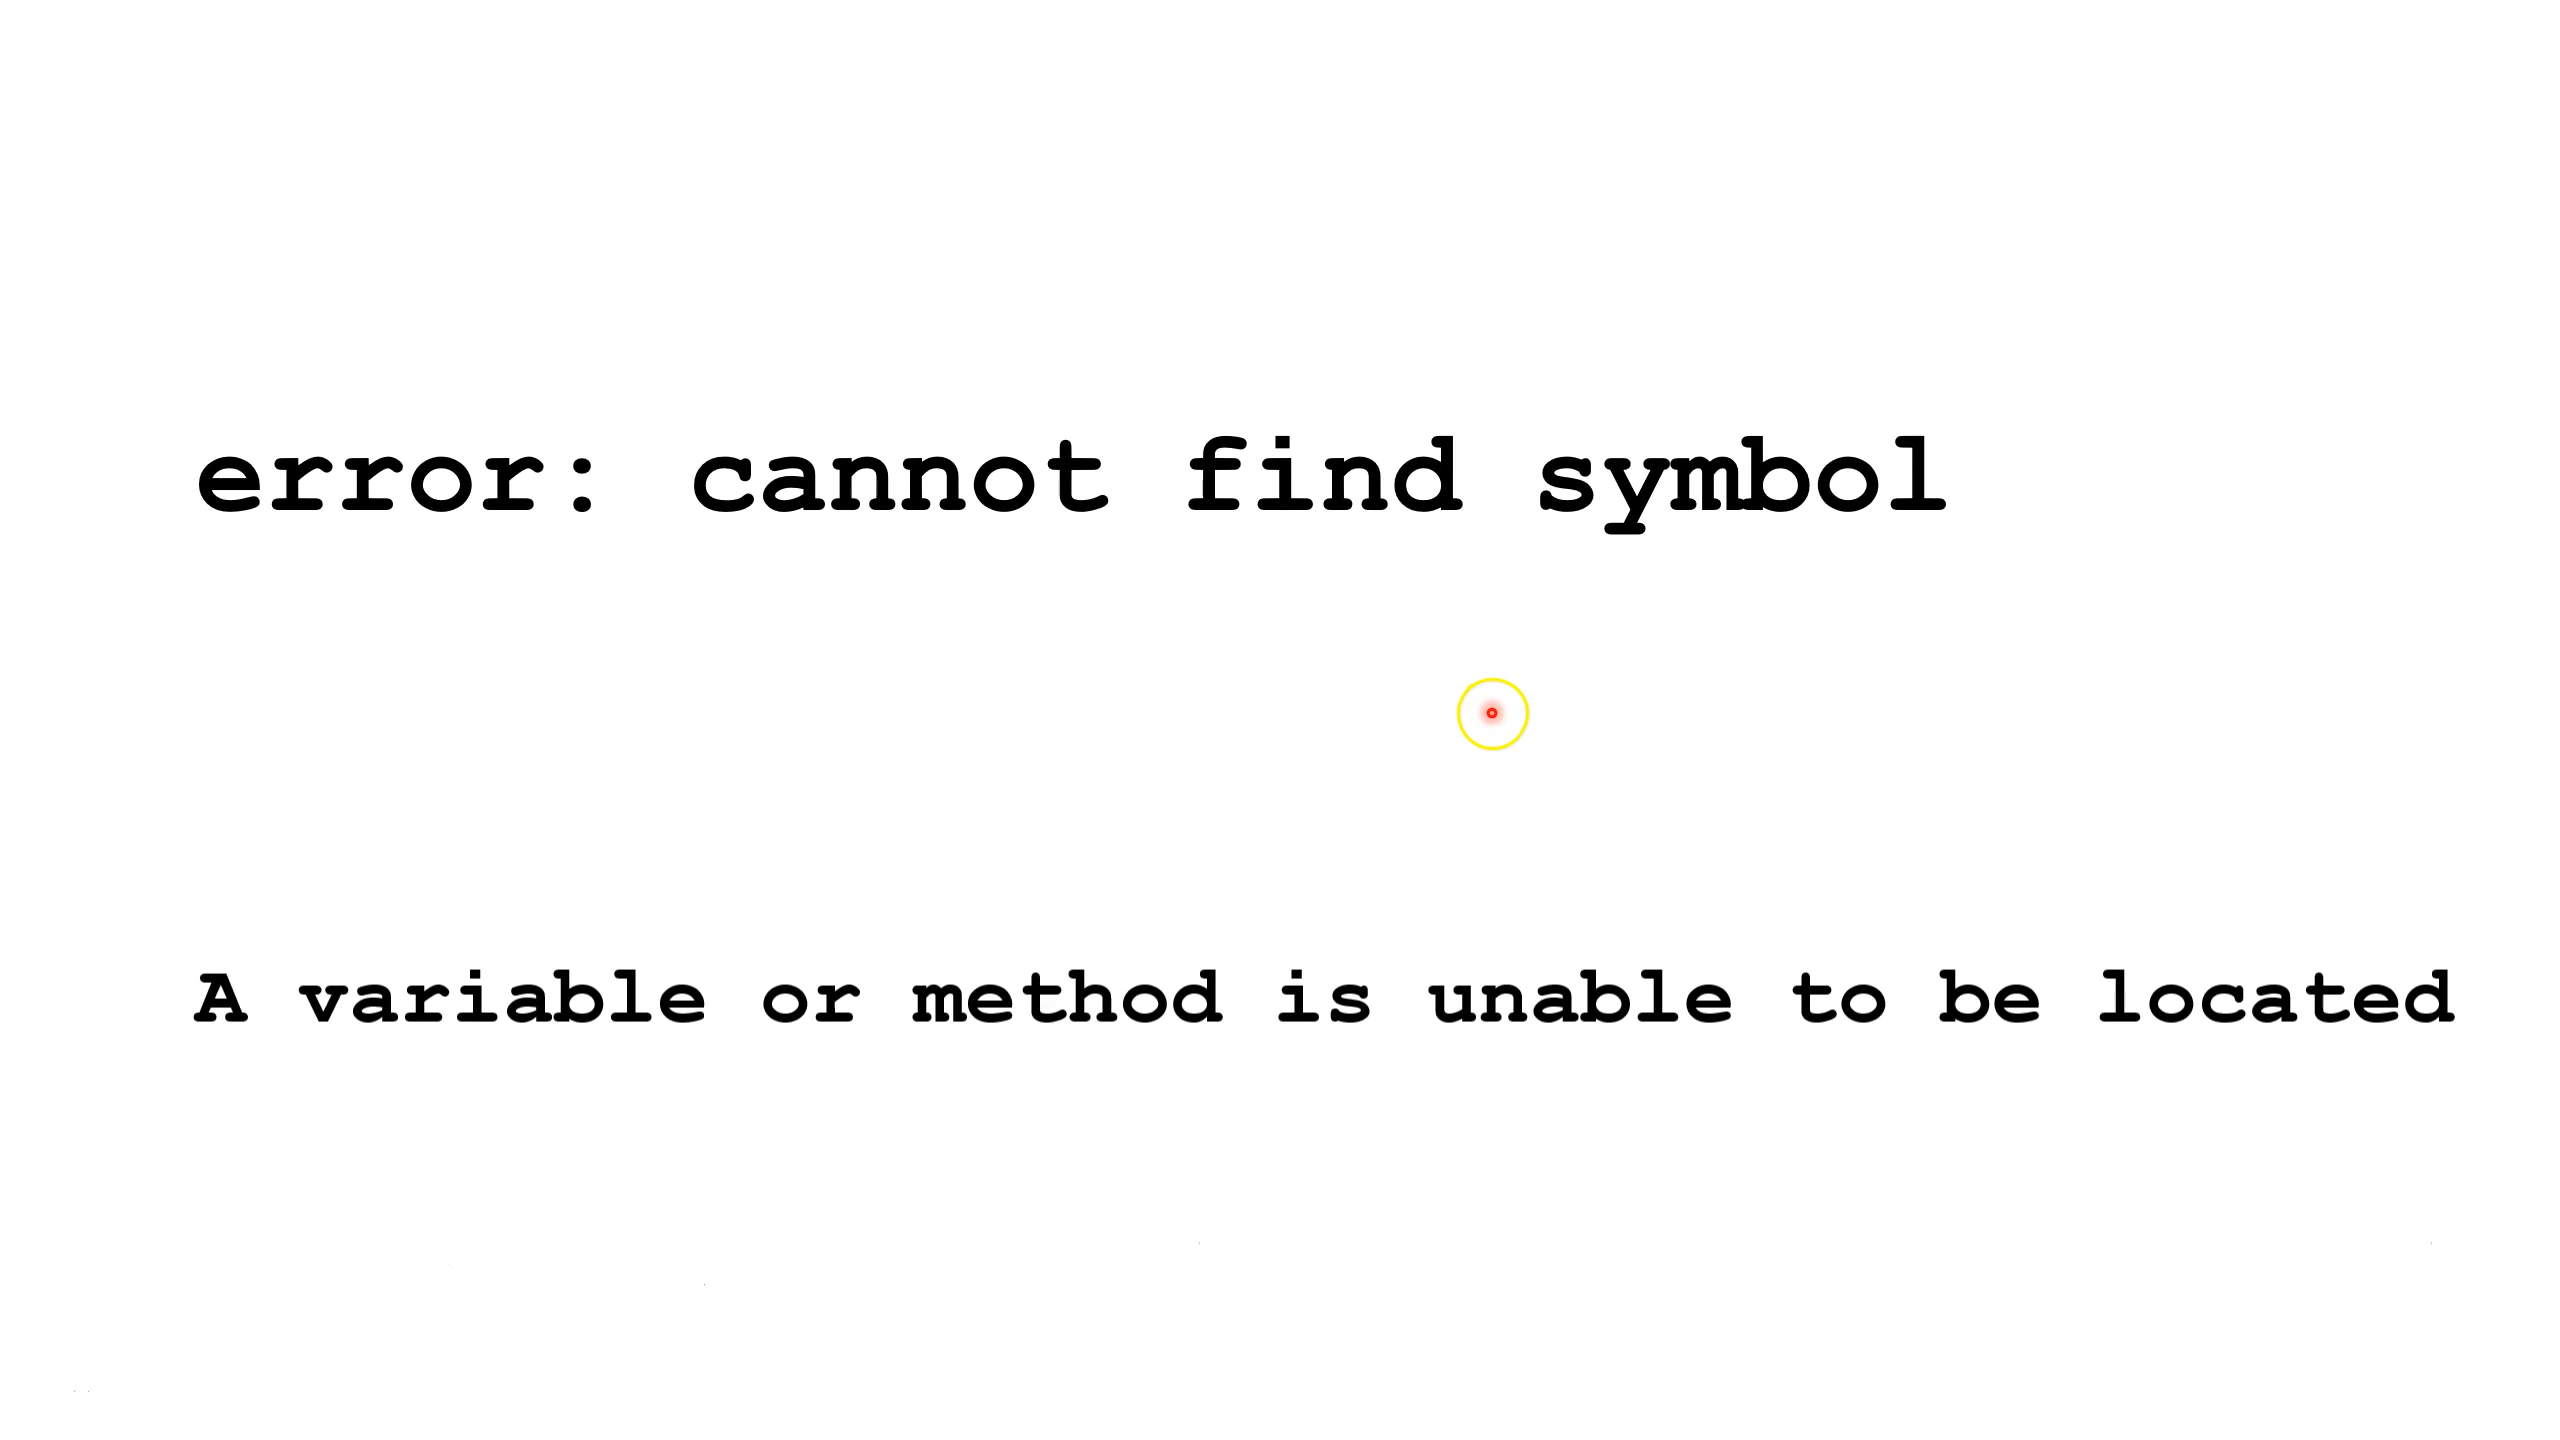 error: cannot find symbol
A variable or method is unable to be located